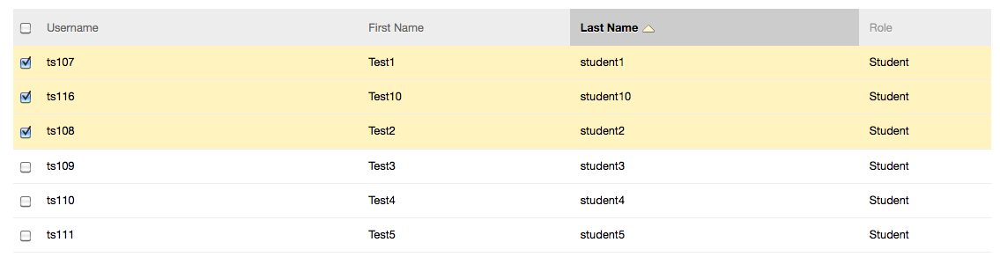 Username First Name Last Name Role
ts107 Test1 student1 Student
ts116 Test10 student10 Student
ts108 Test2 student2 Student
ts109 Test3 student3 Student
ts110 Test4 student4 Student
ts111 Test5 student5 Student